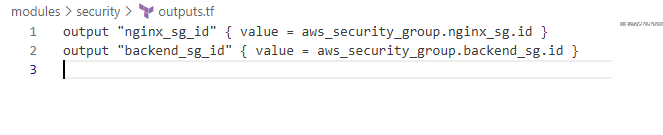 modules > security > outputs.tf
1 output "nginx_sg_id" { value = aws_security_group.nginx_sg.id }
2 output "backend_sg_id" { value = aws_security_group.backend_sg.id }
3